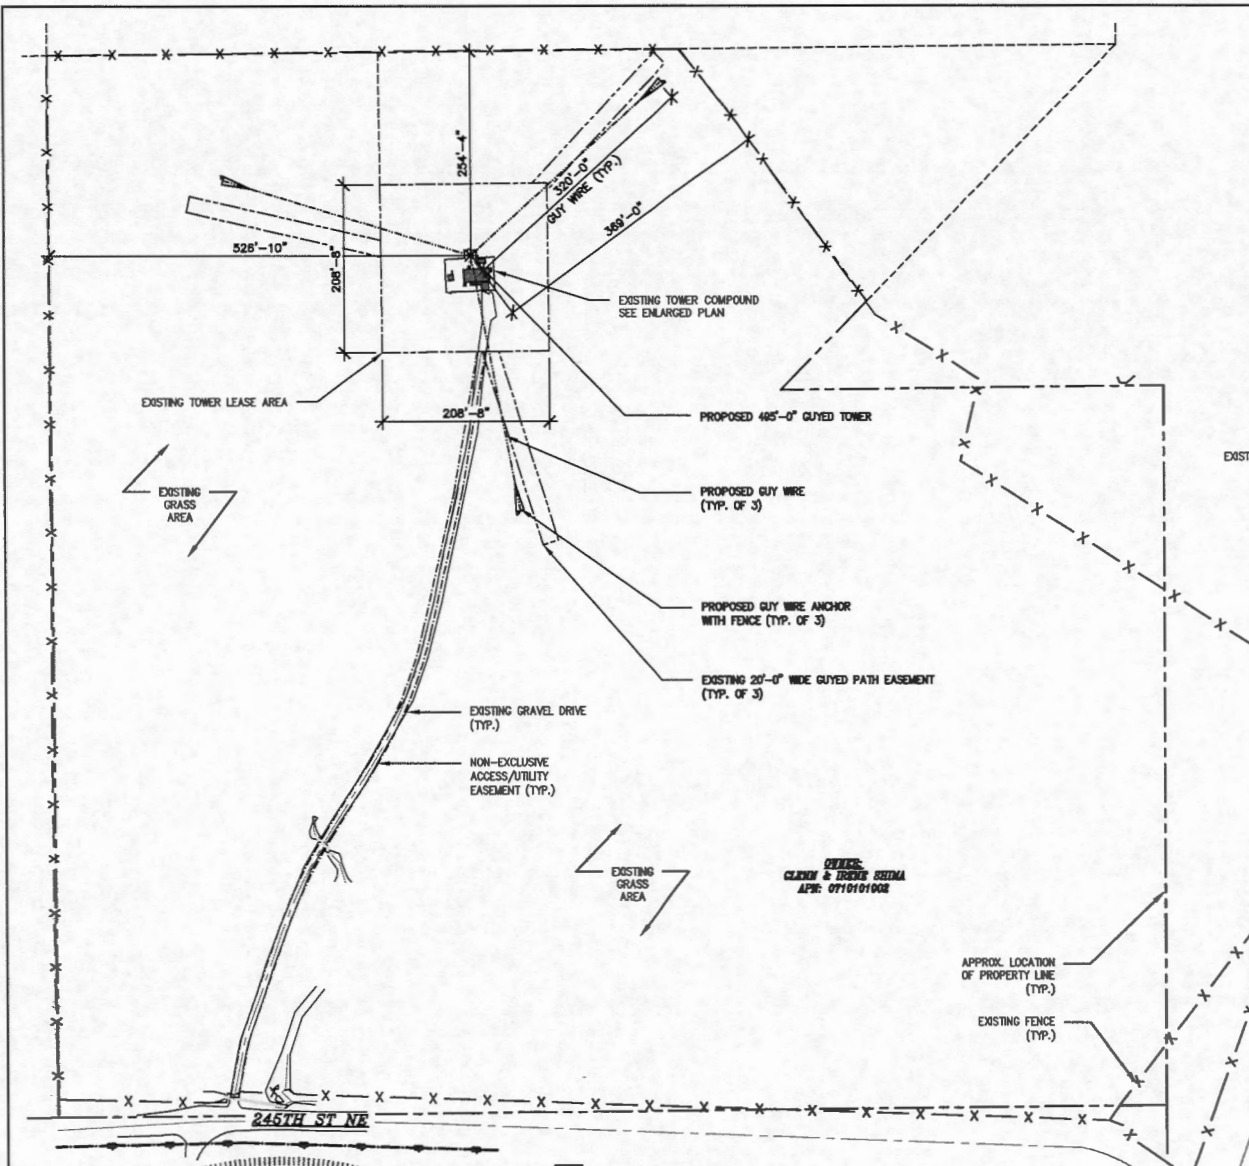 254'-4"
320'-0"
GUY WIRE (TYP.)
369'-0"
526'-10"
208'-8"
EXISTING TOWER COMPOUND
SEE ENLARGED PLAN
EXISTING TOWER LEASE AREA
208'-8"
PROPOSED 495'-0" GUYED TOWER
EXISTING
GRASS
AREA
PROPOSED GUY WIRE
(TYP. OF 3)
PROPOSED GUY WIRE ANCHOR
WITH FENCE (TYP. OF 3)
EXISTING 20'-0" WIDE GUYED PATH EASEMENT
(TYP. OF 3)
EXISTING GRAVEL DRIVE
(TYP.)
NON-EXCLUSIVE
ACCESS/UTILITY
EASEMENT (TYP.)
EXISTING
GRASS
AREA
OWNER:
GLENN & IRENE SHIMA
APN: 0710101002
APPROX. LOCATION
OF PROPERTY LINE
(TYP.)
EXISTING FENCE
(TYP.)
245TH ST NE